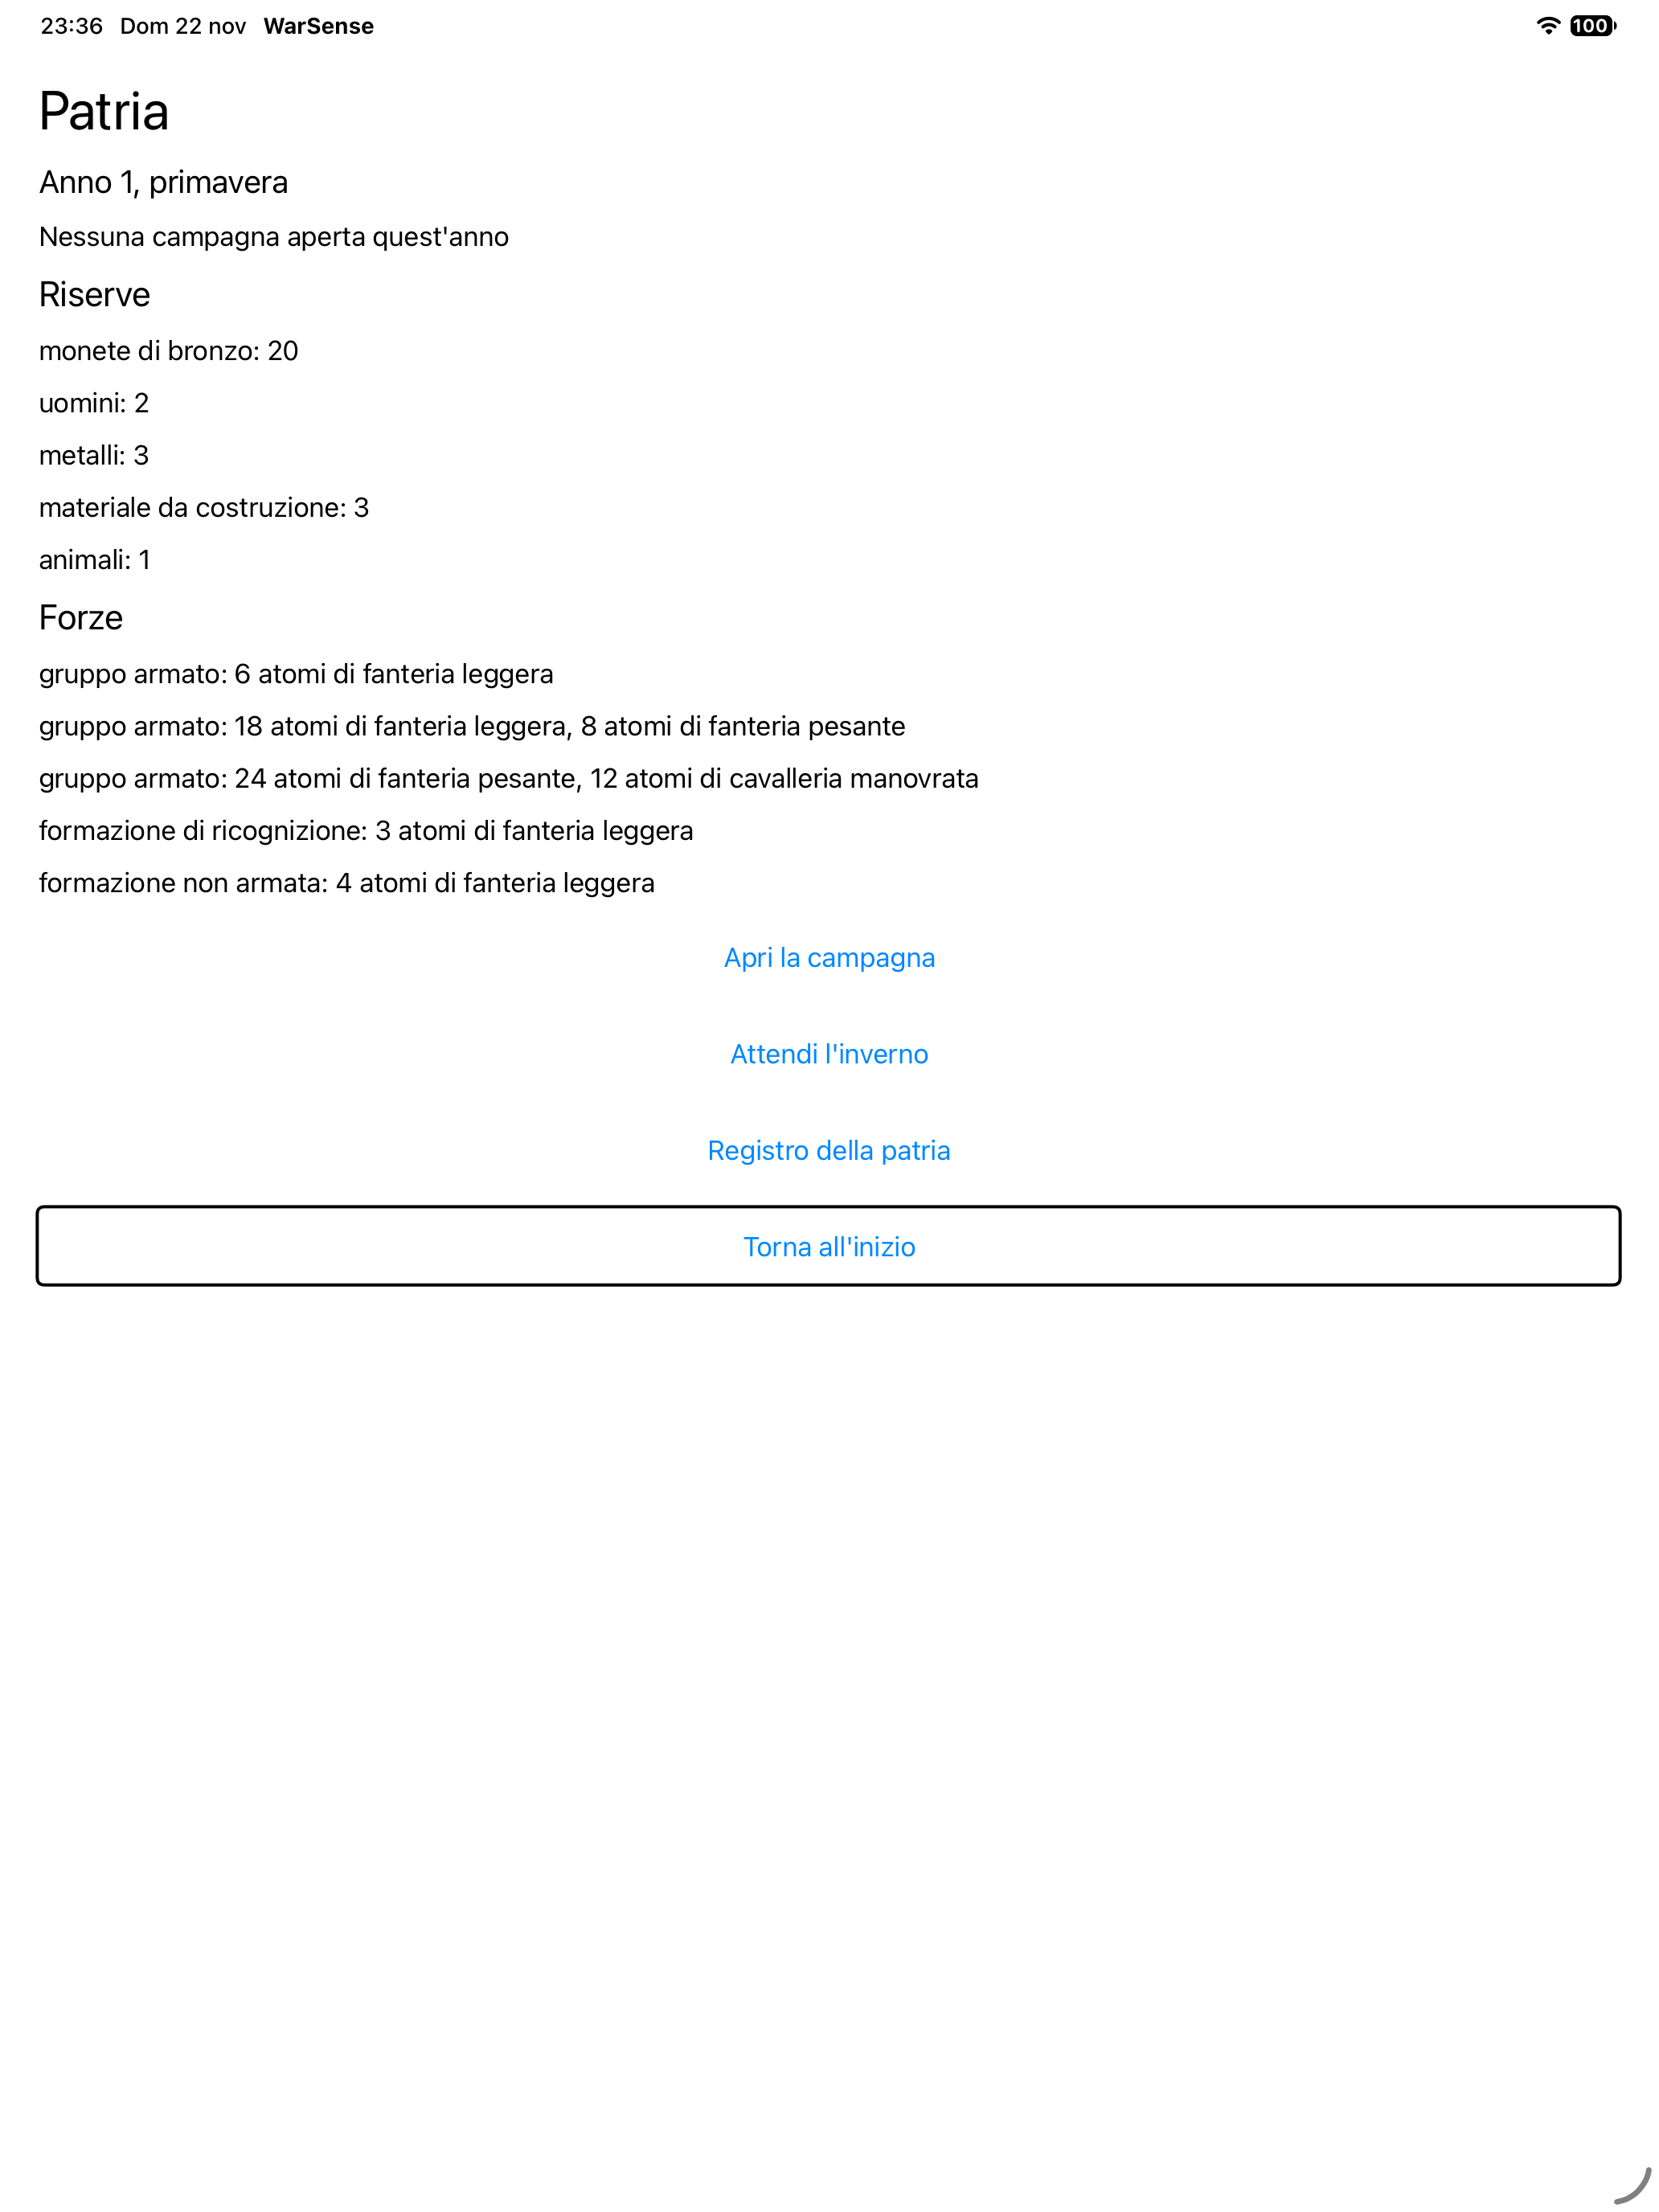 23:36 Dom 22 nov WarSense 100
Patria
Anno 1, primavera
Nessuna campagna aperta quest'anno
Riserve
monete di bronzo: 20
uomini: 2
metalli: 3
materiale da costruzione: 3
animali: 1
Forze
gruppo armato: 6 atomi di fanteria leggera
gruppo armato: 18 atomi di fanteria leggera, 8 atomi di fanteria pesante
gruppo armato: 24 atomi di fanteria pesante, 12 atomi di cavalleria manovrata
formazione di ricognizione: 3 atomi di fanteria leggera
formazione non armata: 4 atomi di fanteria leggera
Apri la campagna
Attendi l'inverno
Registro della patria
Torna all'inizio